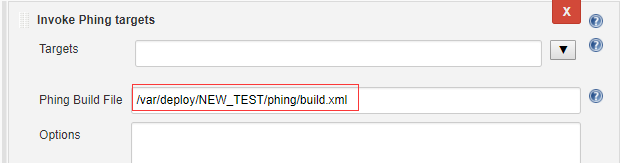 Invoke Phing targets
X
Targets
▼
Phing Build File
/var/deploy/NEW_TEST/phing/build.xml
Options